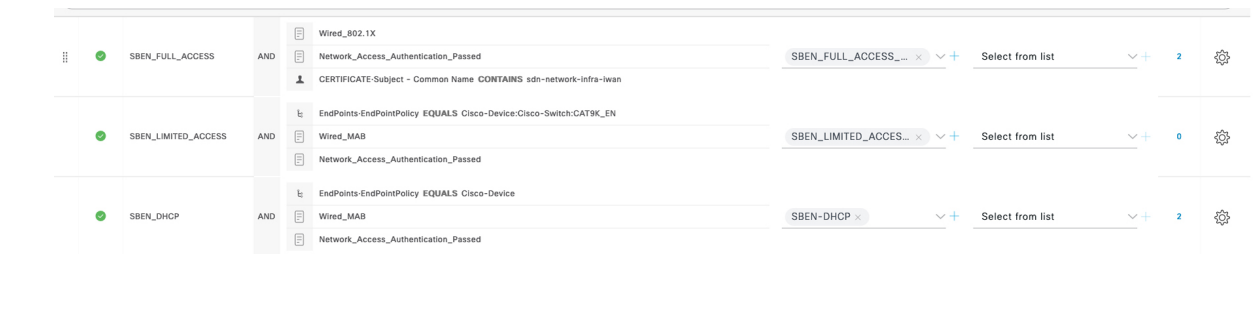 Wired_802.1X
SBEN_FULL_ACCESS AND Network_Access_Authentication_Passed SBEN_FULL_ACCESS_... × Select from list 2
CERTIFICATE·Subject - Common Name CONTAINS sdn-network-infra-iwan
EndPoints·EndPointPolicy EQUALS Cisco-Device:Cisco-Switch:CAT9K_EN
SBEN_LIMITED_ACCESS AND Wired_MAB SBEN_LIMITED_ACCES... × Select from list 0
Network_Access_Authentication_Passed
EndPoints·EndPointPolicy EQUALS Cisco-Device
SBEN_DHCP AND Wired_MAB SBEN-DHCP × Select from list 2
Network_Access_Authentication_Passed